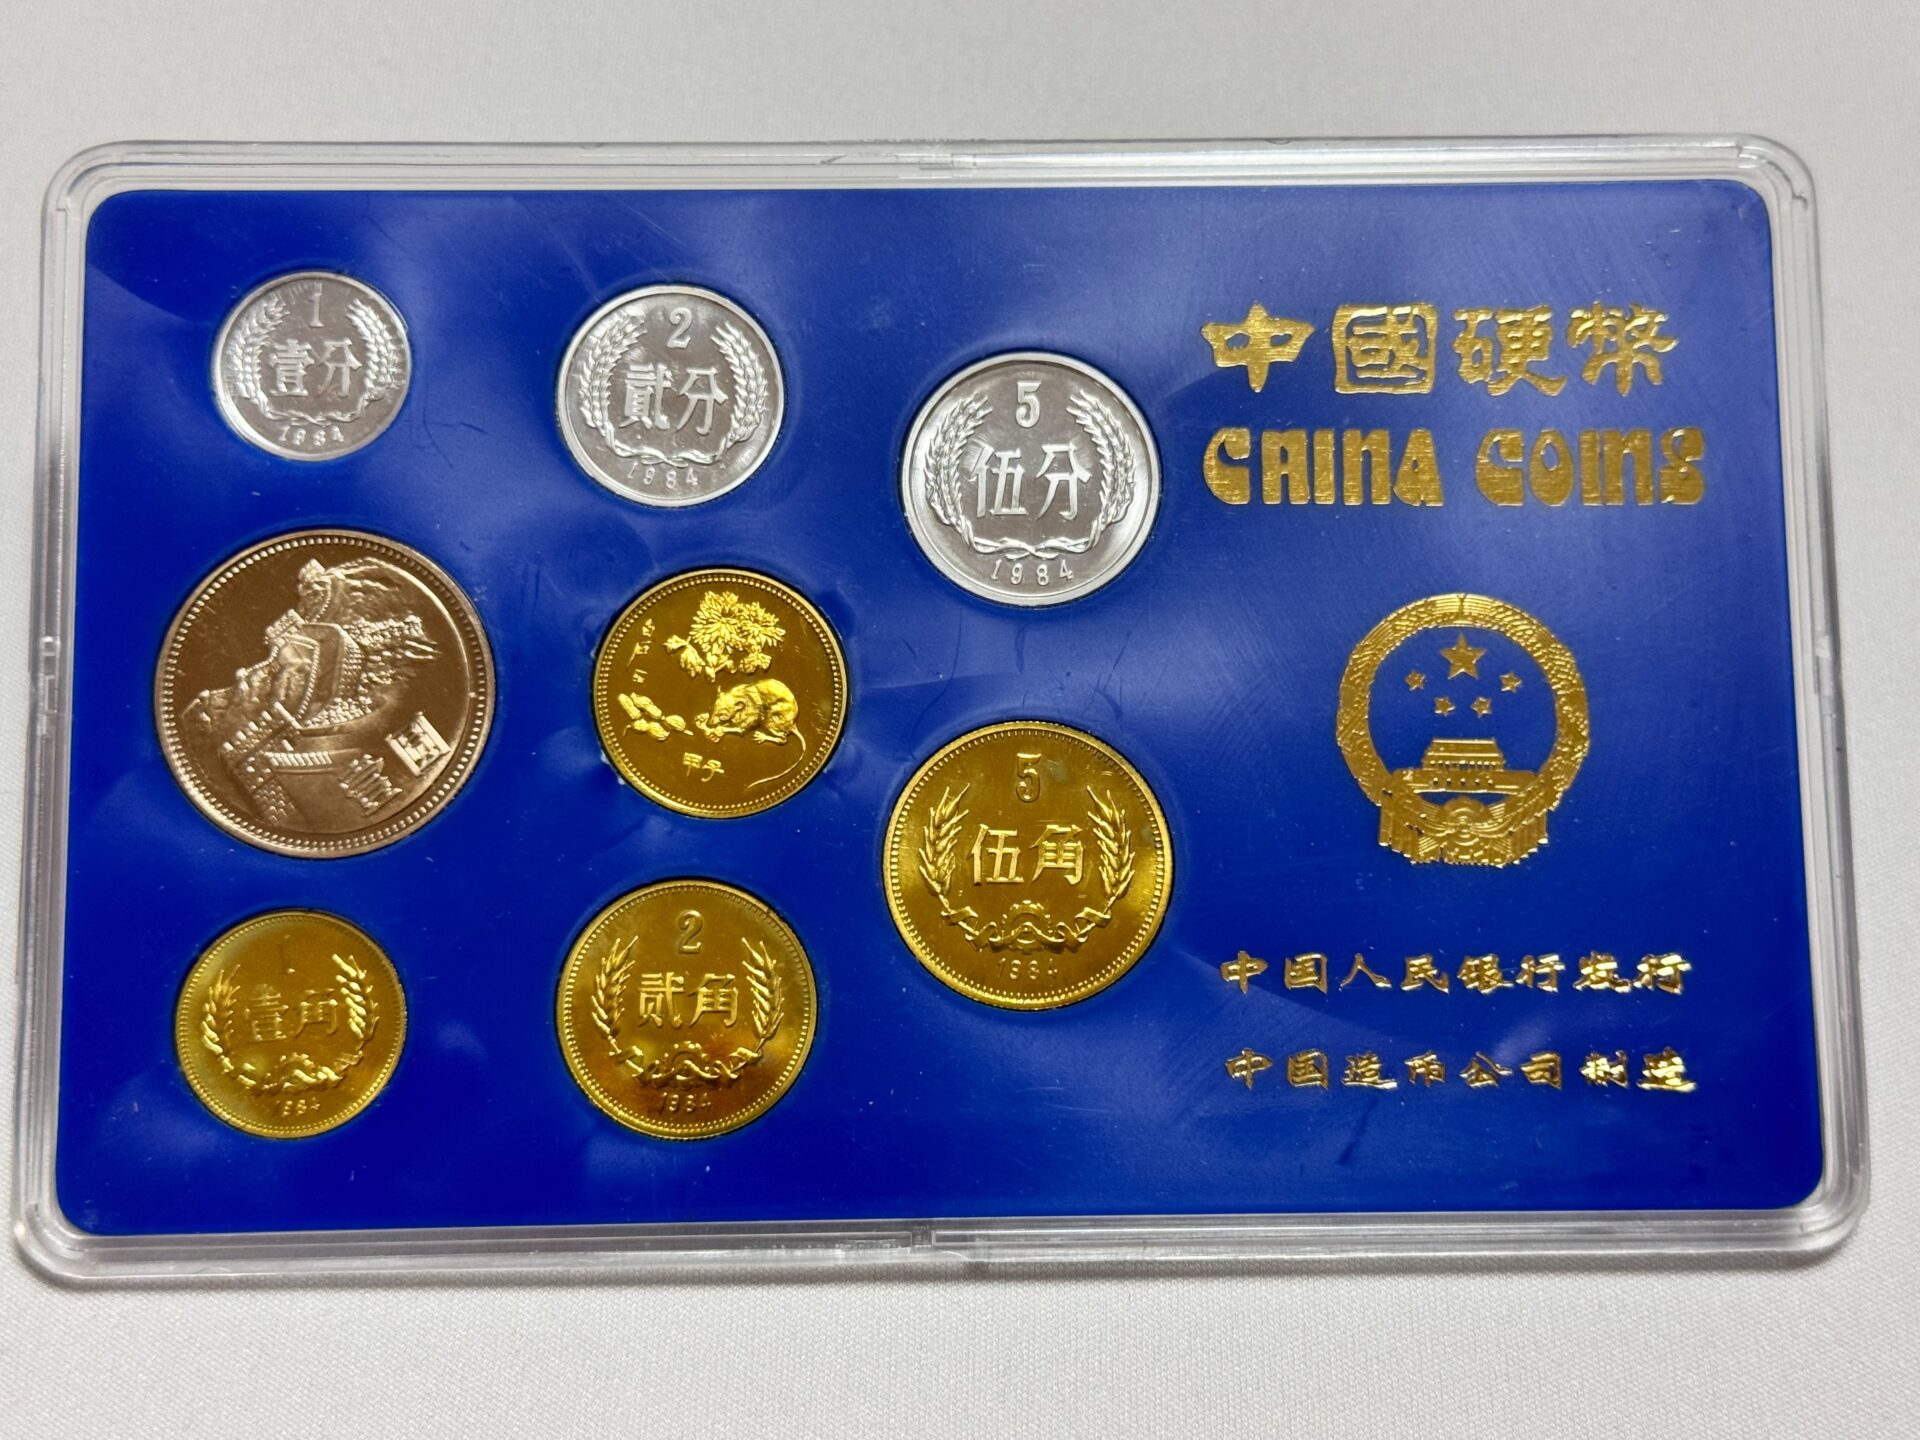 中國硬幣
CHINA COINS
中国人民银行发行
中国造币公司制造
1
壹分
1984
2
貳分
1984
5
伍分
1984
壹圆
甲子
5
伍角
1984
1
壹角
1984
2
贰角
1984